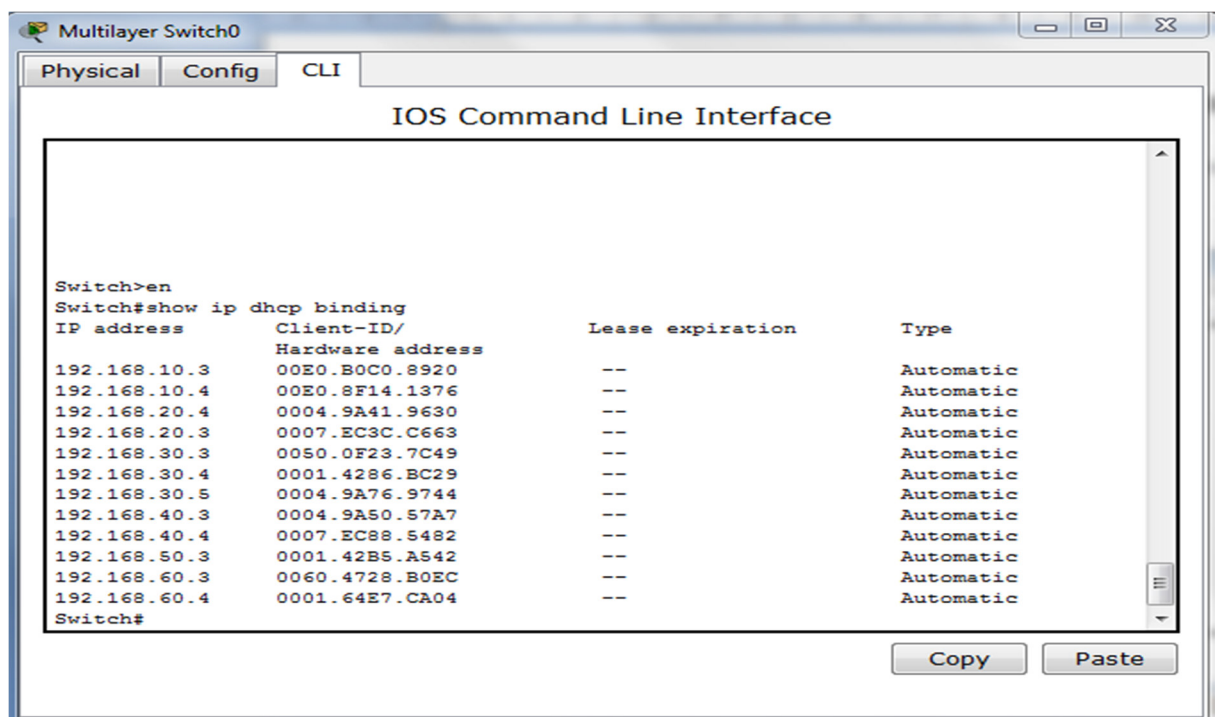 Multilayer Switch0
Physical Config CLI
IOS Command Line Interface
Switch>en
Switch#show ip dhcp binding
IP address Client-ID/ Lease expiration Type
Hardware address
192.168.10.3 00E0.B0C0.8920 -- Automatic
192.168.10.4 00E0.8F14.1376 -- Automatic
192.168.20.4 0004.9A41.9630 -- Automatic
192.168.20.3 0007.EC3C.C663 -- Automatic
192.168.30.3 0050.0F23.7C49 -- Automatic
192.168.30.4 0001.4286.BC29 -- Automatic
192.168.30.5 0004.9A76.9744 -- Automatic
192.168.40.3 0004.9A50.57A7 -- Automatic
192.168.40.4 0007.EC88.5482 -- Automatic
192.168.50.3 0001.42B5.A542 -- Automatic
192.168.60.3 0060.4728.B0EC -- Automatic
192.168.60.4 0001.64E7.CA04 -- Automatic
Switch#
Copy Paste